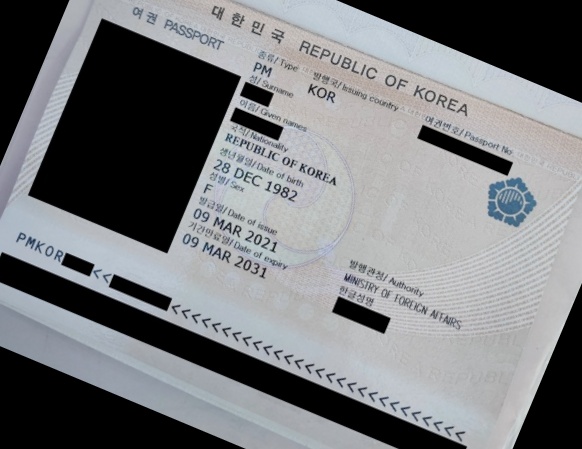 여권 PASSPORT
대한민국 REPUBLIC OF KOREA
종류/ Type
발행국/ Issuing country
여권번호/ Passport No
PM
KOR
성/ Surname
이름/ Given names
국적/ Nationality
REPUBLIC OF KOREA
생년월일/ Date of birth
28 DEC 1982
성별/ Sex
F
발급일/ Date of issue
09 MAR 2021
기간만료일/ Date of expiry
09 MAR 2031
발행관청/ Authority
MINISTRY OF FOREIGN AFFAIRS
한글성명
PMKOR << <<<<<<<<<<<<<<<<<<<<<<<<<<<